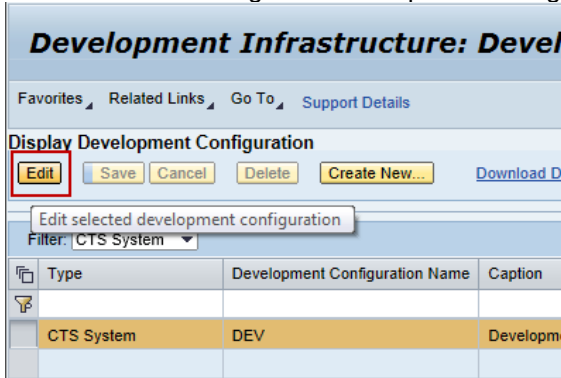 Development Infrastructure: Devel
Favorites Related Links Go To Support Details
Display Development Configuration
Edit Save Cancel Delete Create New... Download D
Edit selected development configuration
Filter: CTS System
Type Development Configuration Name Caption
CTS System DEV Developm